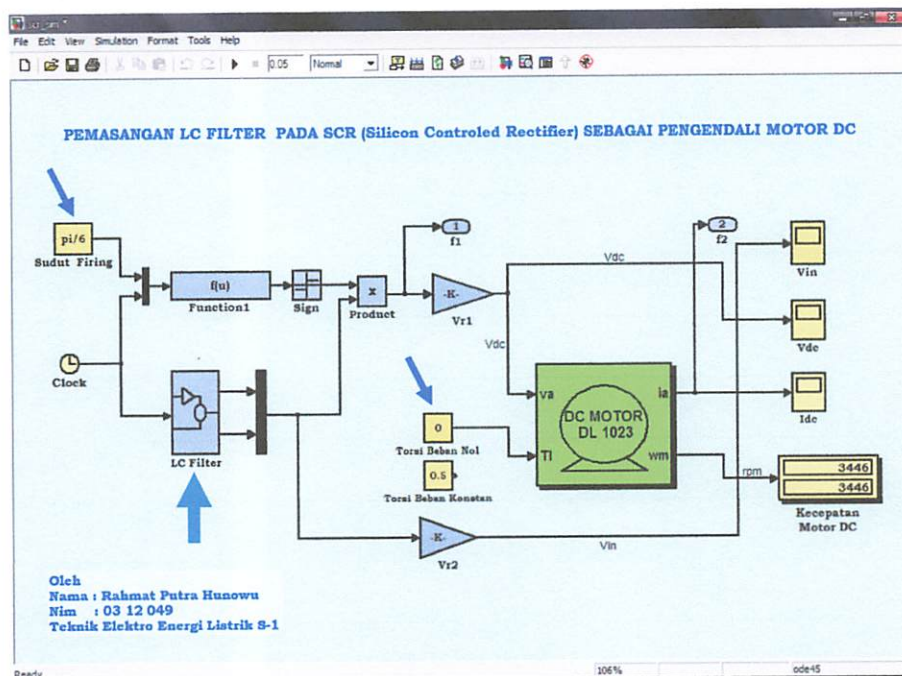 scr_sim *
File Edit View Simulation Format Tools Help
0.05 Normal
PEMASANGAN LC FILTER PADA SCR (Silicon Controled Rectifier) SEBAGAI PENGENDALI MOTOR DC
pi/6
Sudut Firing
f(u)
Function1
Sign
x
Product
1
f1
-K-
Vr1
Vdc
2
f2
Vin
Vdc
Vdc
Clock
LC Filter
0
Torsi Beban Nol
0.5
Torsi Beban Konstan
va
Tl
DC MOTOR
DL 1023
ia
wm
Idc
rpm
3446
3446
Kecepatan
Motor DC
-K-
Vr2
Vin
Oleh
Nama : Rahmat Putra Hunowu
Nim : 03 12 049
Teknik Elektro Energi Listrik S-1
Ready
106%
ode45